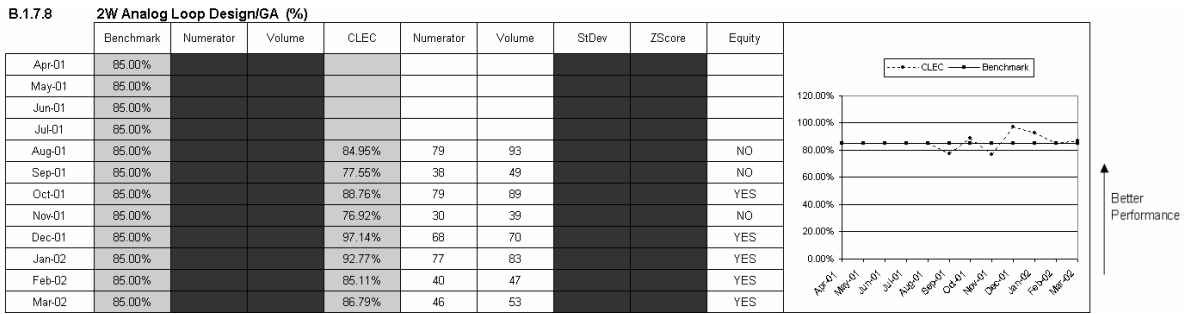 B.1.7.8 2W Analog Loop Design/GA (%)
Benchmark Numerator Volume CLEC Numerator Volume StDev ZScore Equity
Apr-01 85.00%
May-01 85.00%
Jun-01 85.00%
Jul-01 85.00%
Aug-01 85.00% 84.95% 79 93 NO
Sep-01 85.00% 77.55% 38 49 NO
Oct-01 85.00% 88.76% 79 89 YES
Nov-01 85.00% 76.92% 30 39 NO
Dec-01 85.00% 97.14% 68 70 YES
Jan-02 85.00% 92.77% 77 83 YES
Feb-02 85.00% 85.11% 40 47 YES
Mar-02 85.00% 86.79% 46 53 YES
CLEC Benchmark
120.00%
100.00%
80.00%
60.00%
40.00%
20.00%
0.00%
Apr-01 May-01 Jun-01 Jul-01 Aug-01 Sep-01 Oct-01 Nov-01 Dec-01 Jan-02 Feb-02 Mar-02
Better
Performance